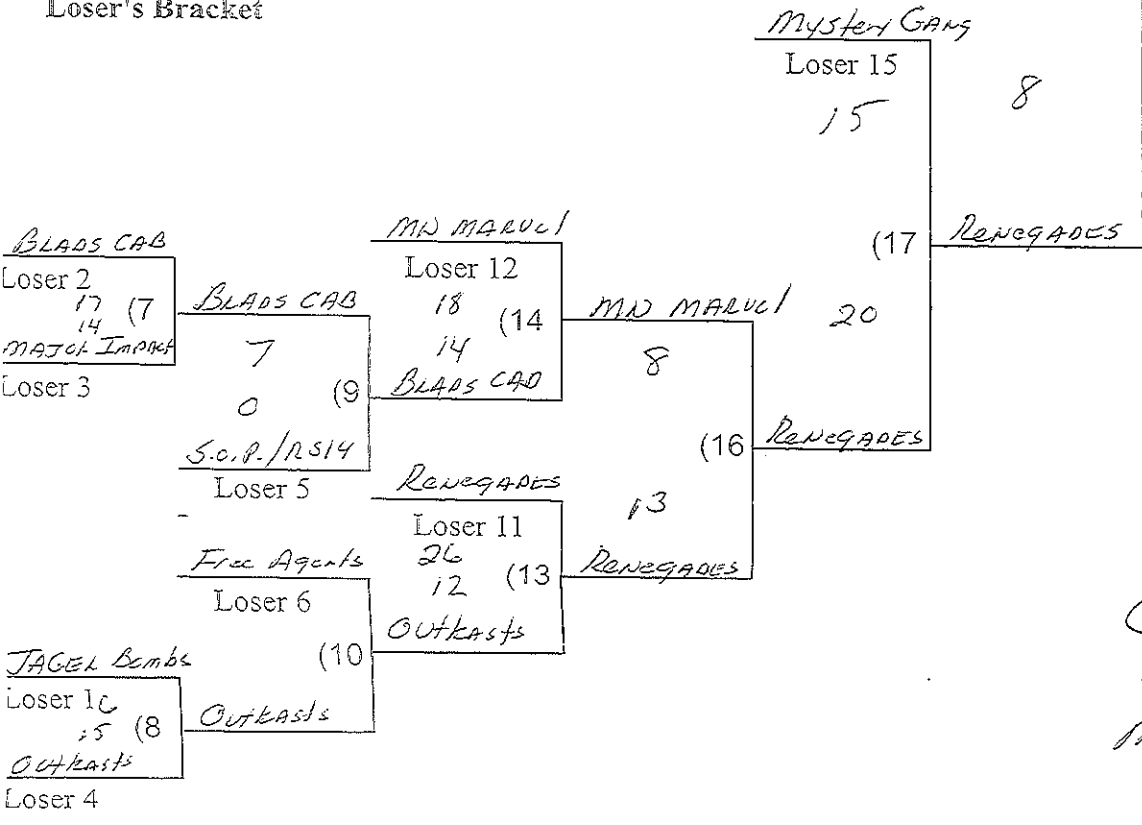 Loser's Bracket
Mystery Gang
Loser 15
15
8
(17
Renegades
20
BLADS CAB
Loser 2
17
14
(7
MAJOR IMPACT
Loser 3
BLADS CAB
7
0
(9
S.O.P./RS14
Loser 5
MN MARUCI
Loser 12
18
14
(14
BLADS CAB
MN MARUCI
8
(16
Renegades
13
Renegades
Renegades
Loser 11
26
12
(13
Outkasts
Free Agents
Loser 6
(10
JAGER Bombs
Loser 1
15
(8
Outkasts
Outkasts
Loser 4